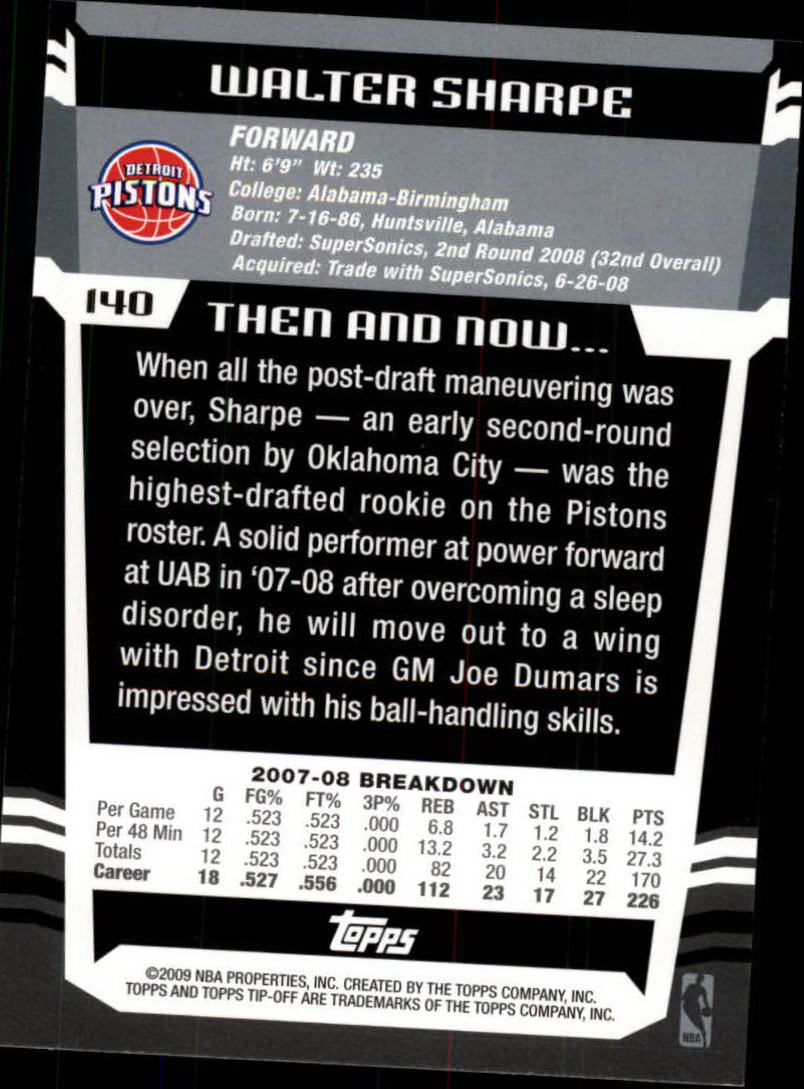 WALTER SHARPE
DETROIT
PISTONS
FORWARD
Ht: 6'9" Wt: 235
College: Alabama-Birmingham
Born: 7-16-86, Huntsville, Alabama
Drafted: SuperSonics, 2nd Round 2008 (32nd Overall)
Acquired: Trade with SuperSonics, 6-26-08
140
THEN AND NOW...
When all the post-draft maneuvering was
over, Sharpe — an early second-round
selection by Oklahoma City — was the
highest-drafted rookie on the Pistons
roster. A solid performer at power forward
at UAB in '07-08 after overcoming a sleep
disorder, he will move out to a wing
with Detroit since GM Joe Dumars is
impressed with his ball-handling skills.
2007-08 BREAKDOWN
G FG% FT% 3P% REB AST STL BLK PTS
Per Game 12 .523 .523 .000 6.8 1.7 1.2 1.8 14.2
Per 48 Min 12 .523 .523 .000 13.2 3.2 2.2 3.5 27.3
Totals 12 .523 .523 .000 82 20 14 22 170
Career 18 .527 .556 .000 112 23 17 27 226
topps
©2009 NBA PROPERTIES, INC. CREATED BY THE TOPPS COMPANY, INC.
TOPPS AND TOPPS TIP-OFF ARE TRADEMARKS OF THE TOPPS COMPANY, INC.
NBA